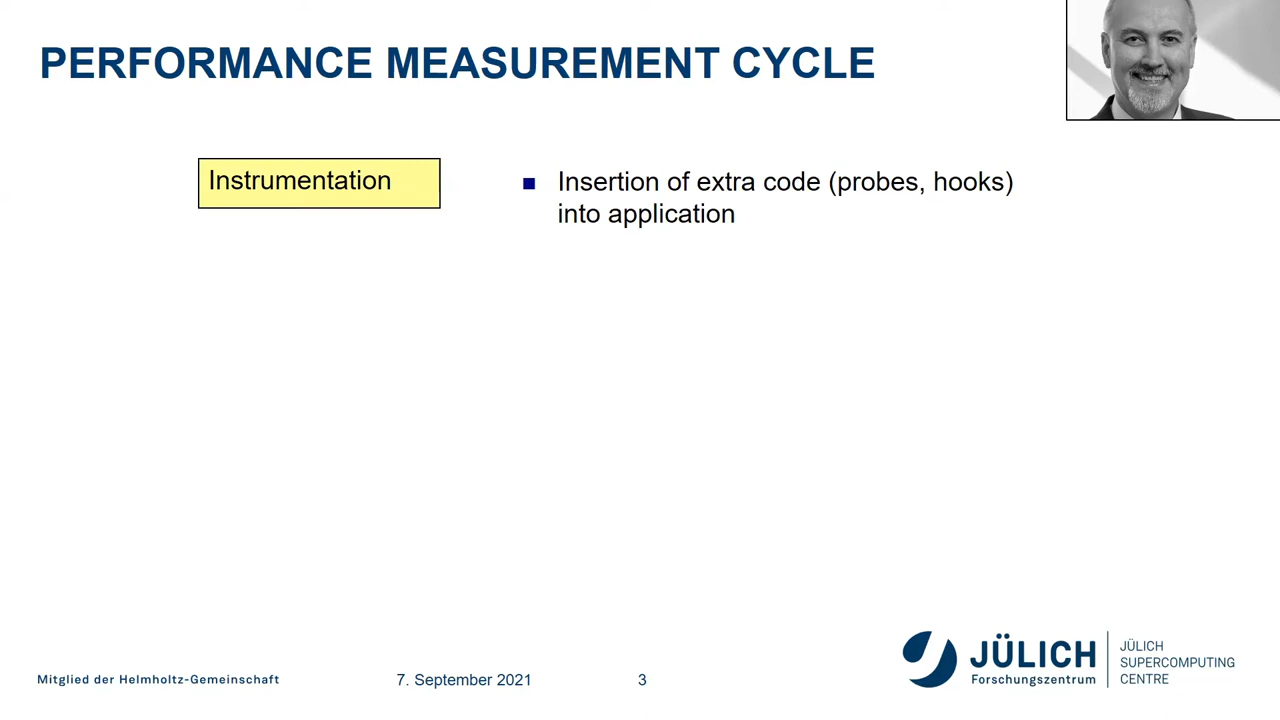 PERFORMANCE MEASUREMENT CYCLE
Instrumentation
■ Insertion of extra code (probes, hooks)
into application
Mitglied der Helmholtz-Gemeinschaft
7. September 2021
3
JÜLICH
Forschungszentrum
JÜLICH
SUPERCOMPUTING
CENTRE